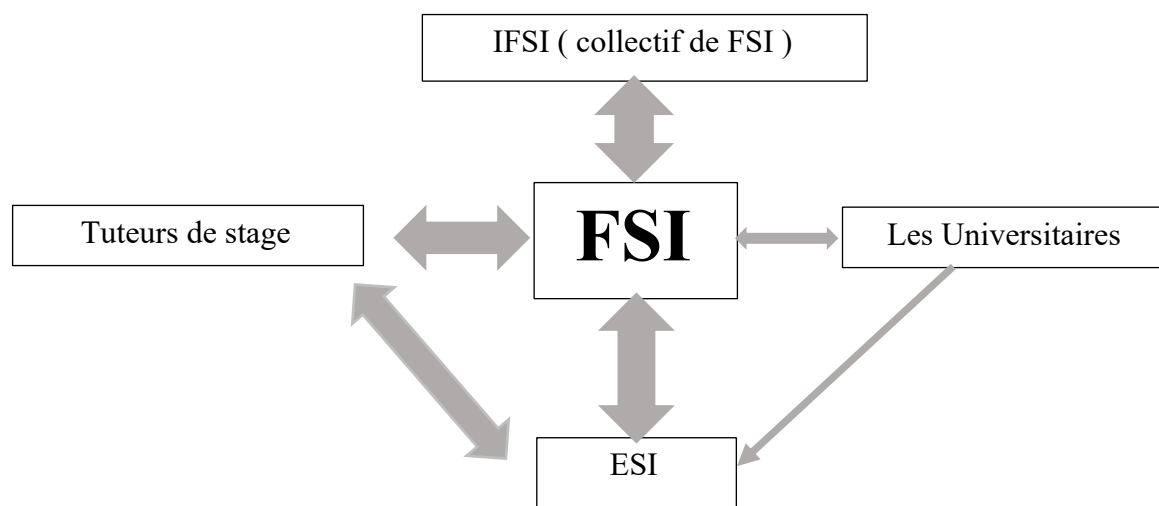 IFSI ( collectif de FSI )
FSI
Tuteurs de stage
Les Universitaires
ESI